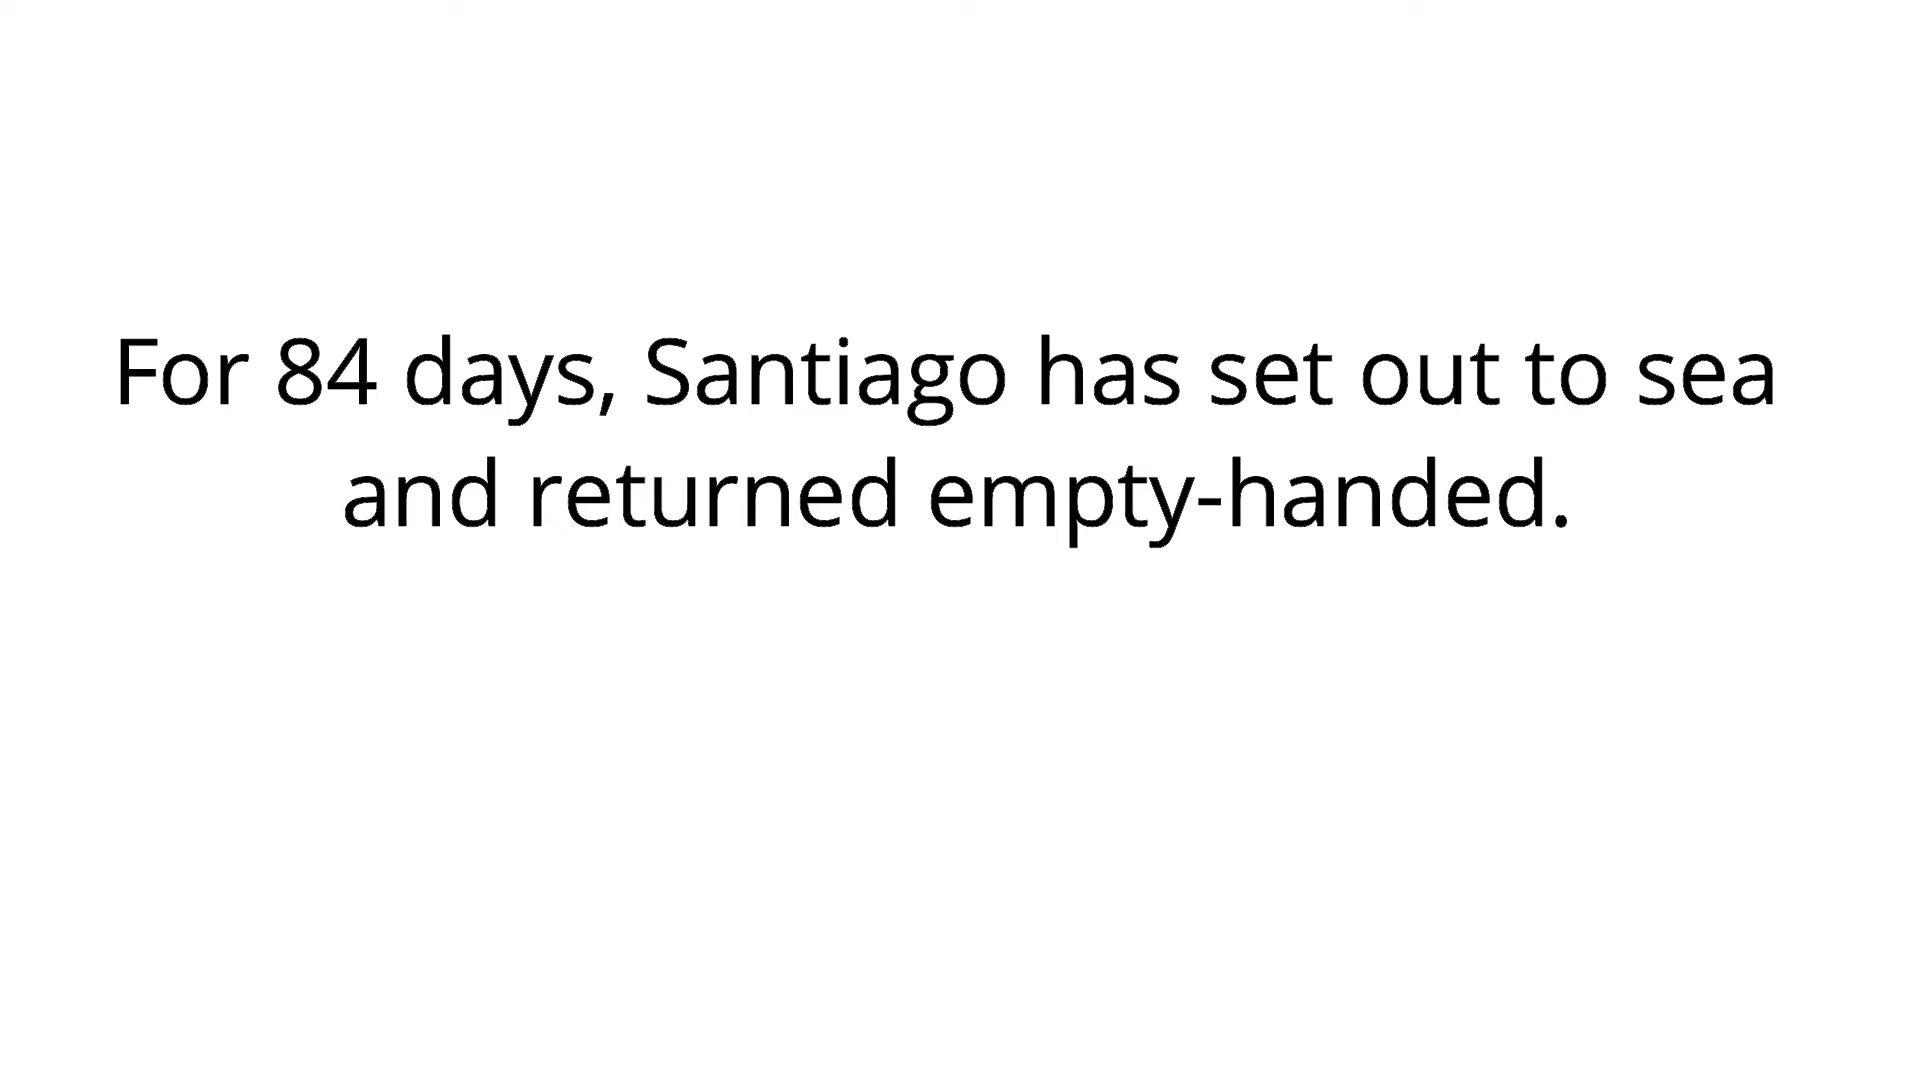 For 84 days, Santiago has set out to sea
and returned empty-handed.